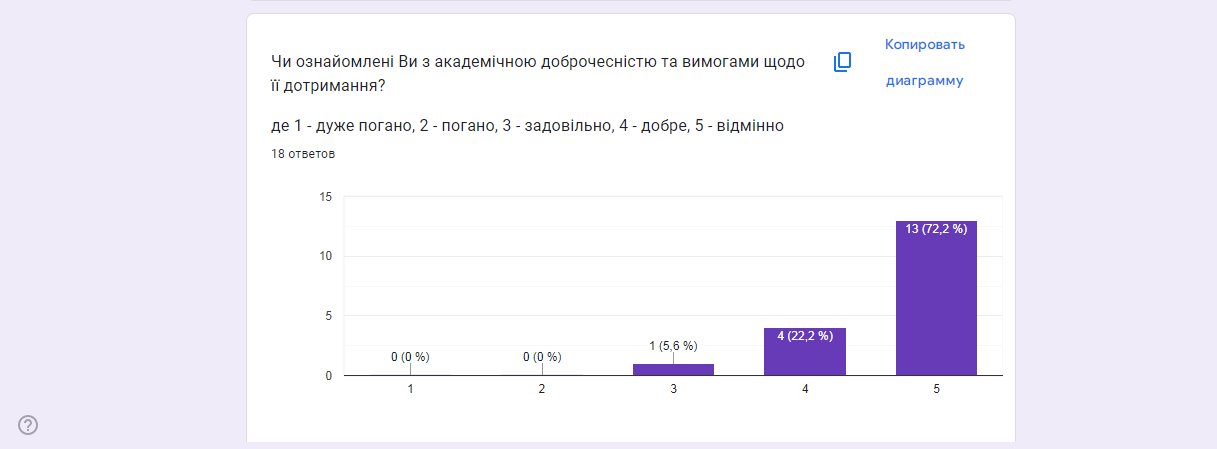 Чи ознайомлені Ви з академічною доброчесністю та вимогами щодо
її дотримання?
Копировать
диаграмму
де 1 - дуже погано, 2 - погано, 3 - задовільно, 4 - добре, 5 - відмінно
18 ответов
15
10
5
0
0 (0 %)
0 (0 %)
1 (5,6 %)
4 (22,2 %)
13 (72,2 %)
1
2
3
4
5